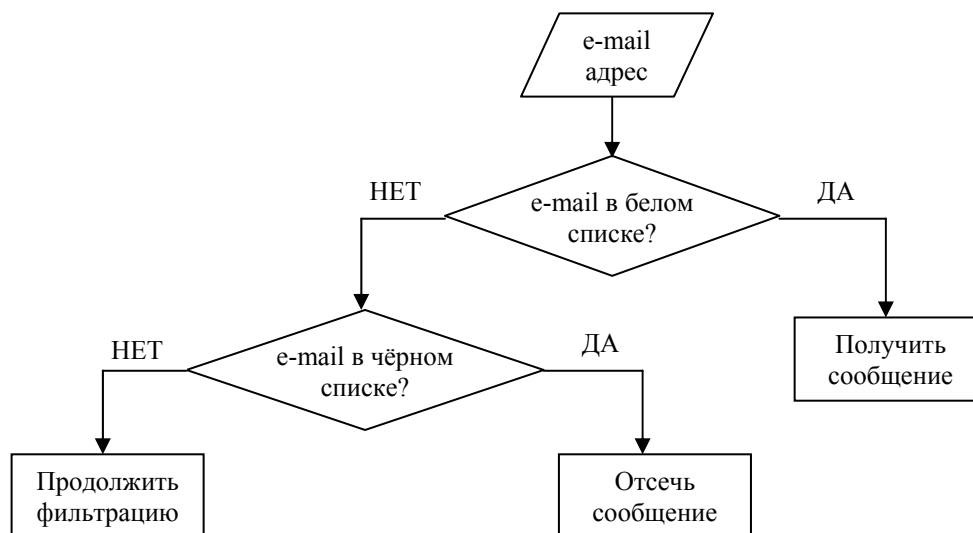 e-mail
адрес
НЕТ
ДА
e-mail в белом
списке?
Получить
сообщение
НЕТ
ДА
e-mail в чёрном
списке?
Продолжить
фильтрацию
Отсечь
сообщение